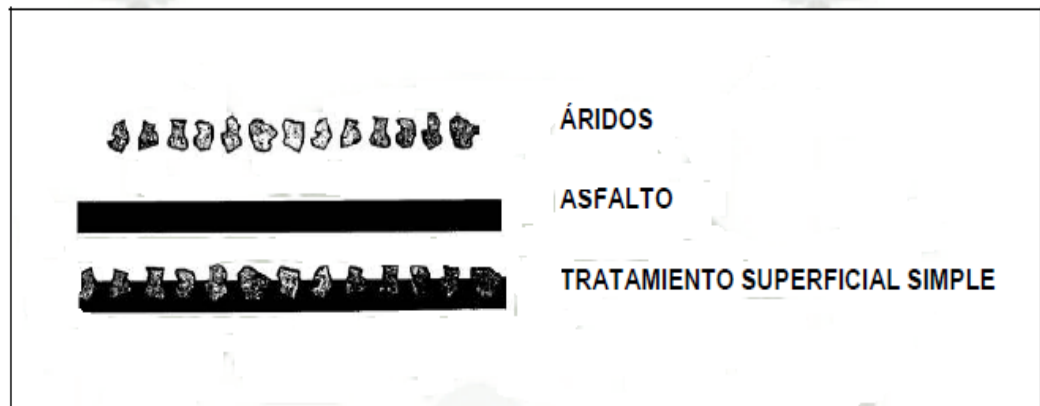 ÁRIDOS
ASFALTO
TRATAMIENTO SUPERFICIAL SIMPLE